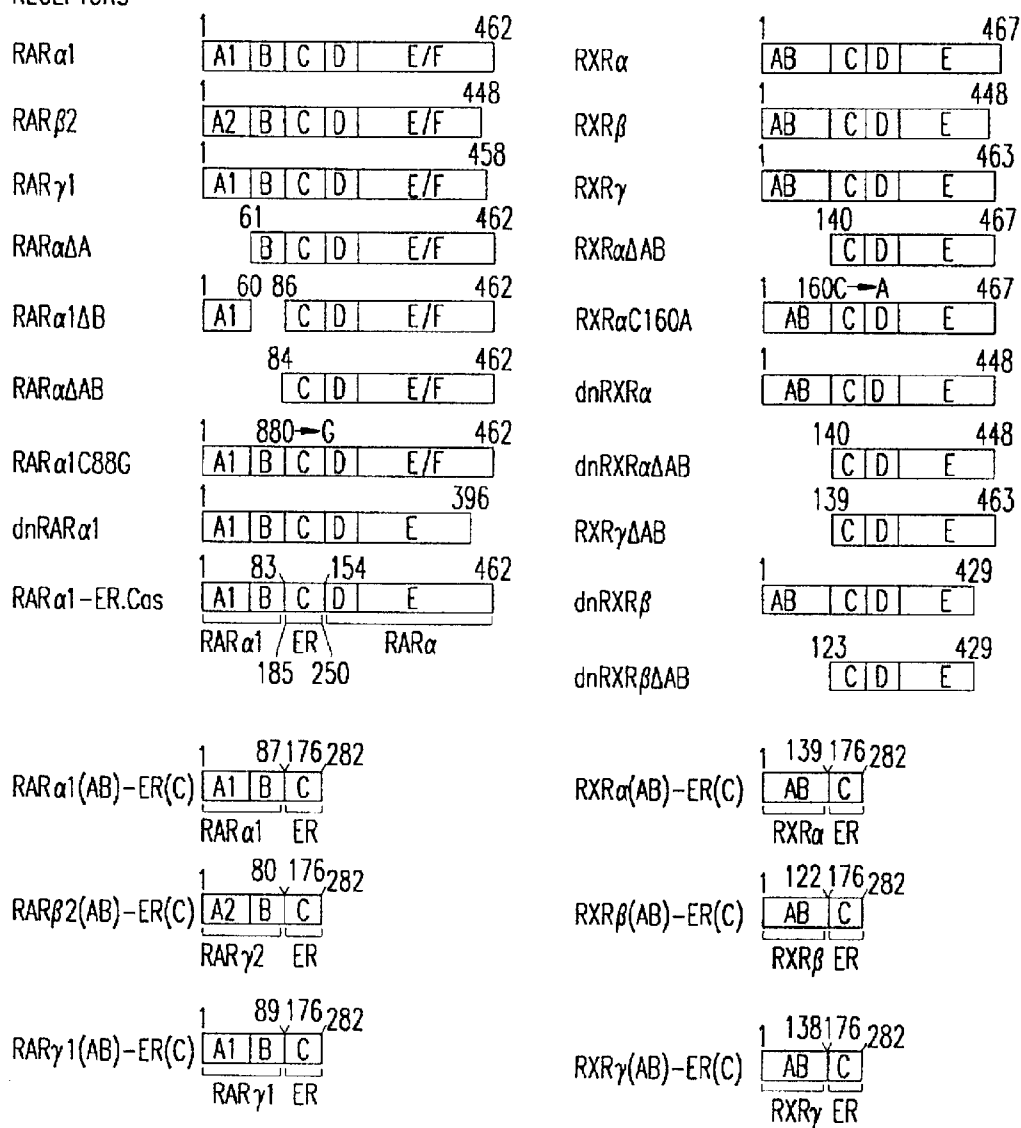 RECEPTORS
RARα1 1 462 A1 B C D E/F
RARβ2 1 448 A2 B C D E/F
RARγ1 1 458 A1 B C D E/F
RARαΔA 61 462 B C D E/F
RARα1ΔB 1 60 86 462 A1 C D E/F
RARαΔAB 84 462 C D E/F
RARα1C88G 1 880→G 462 A1 B C D E/F
dnRARα1 1 396 A1 B C D E
RARα1-ER.Cas 1 83 154 462 A1 B C D E
RARα1 ER RARα
185 250
RARα1(AB)-ER(C) 1 87 176 282 A1 B C
RARα1 ER
RARβ2(AB)-ER(C) 1 80 176 282 A2 B C
RARγ2 ER
RARγ1(AB)-ER(C) 1 89 176 282 A1 B C
RARγ1 ER
RXRα 1 467 AB C D E
RXRβ 1 448 AB C D E
RXRγ 1 463 AB C D E
RXRαΔAB 140 467 C D E
RXRαC160A 1 160C→A 467 AB C D E
dnRXRα 1 448 AB C D E
dnRXRαΔAB 140 448 C D E
RXRγΔAB 139 463 C D E
dnRXRβ 1 429 AB C D E
dnRXRβΔAB 123 429 C D E
RXRα(AB)-ER(C) 1 139 176 282 AB C
RXRα ER
RXRβ(AB)-ER(C) 1 122 176 282 AB C
RXRβ ER
RXRγ(AB)-ER(C) 1 138 176 282 AB C
RXRγ ER